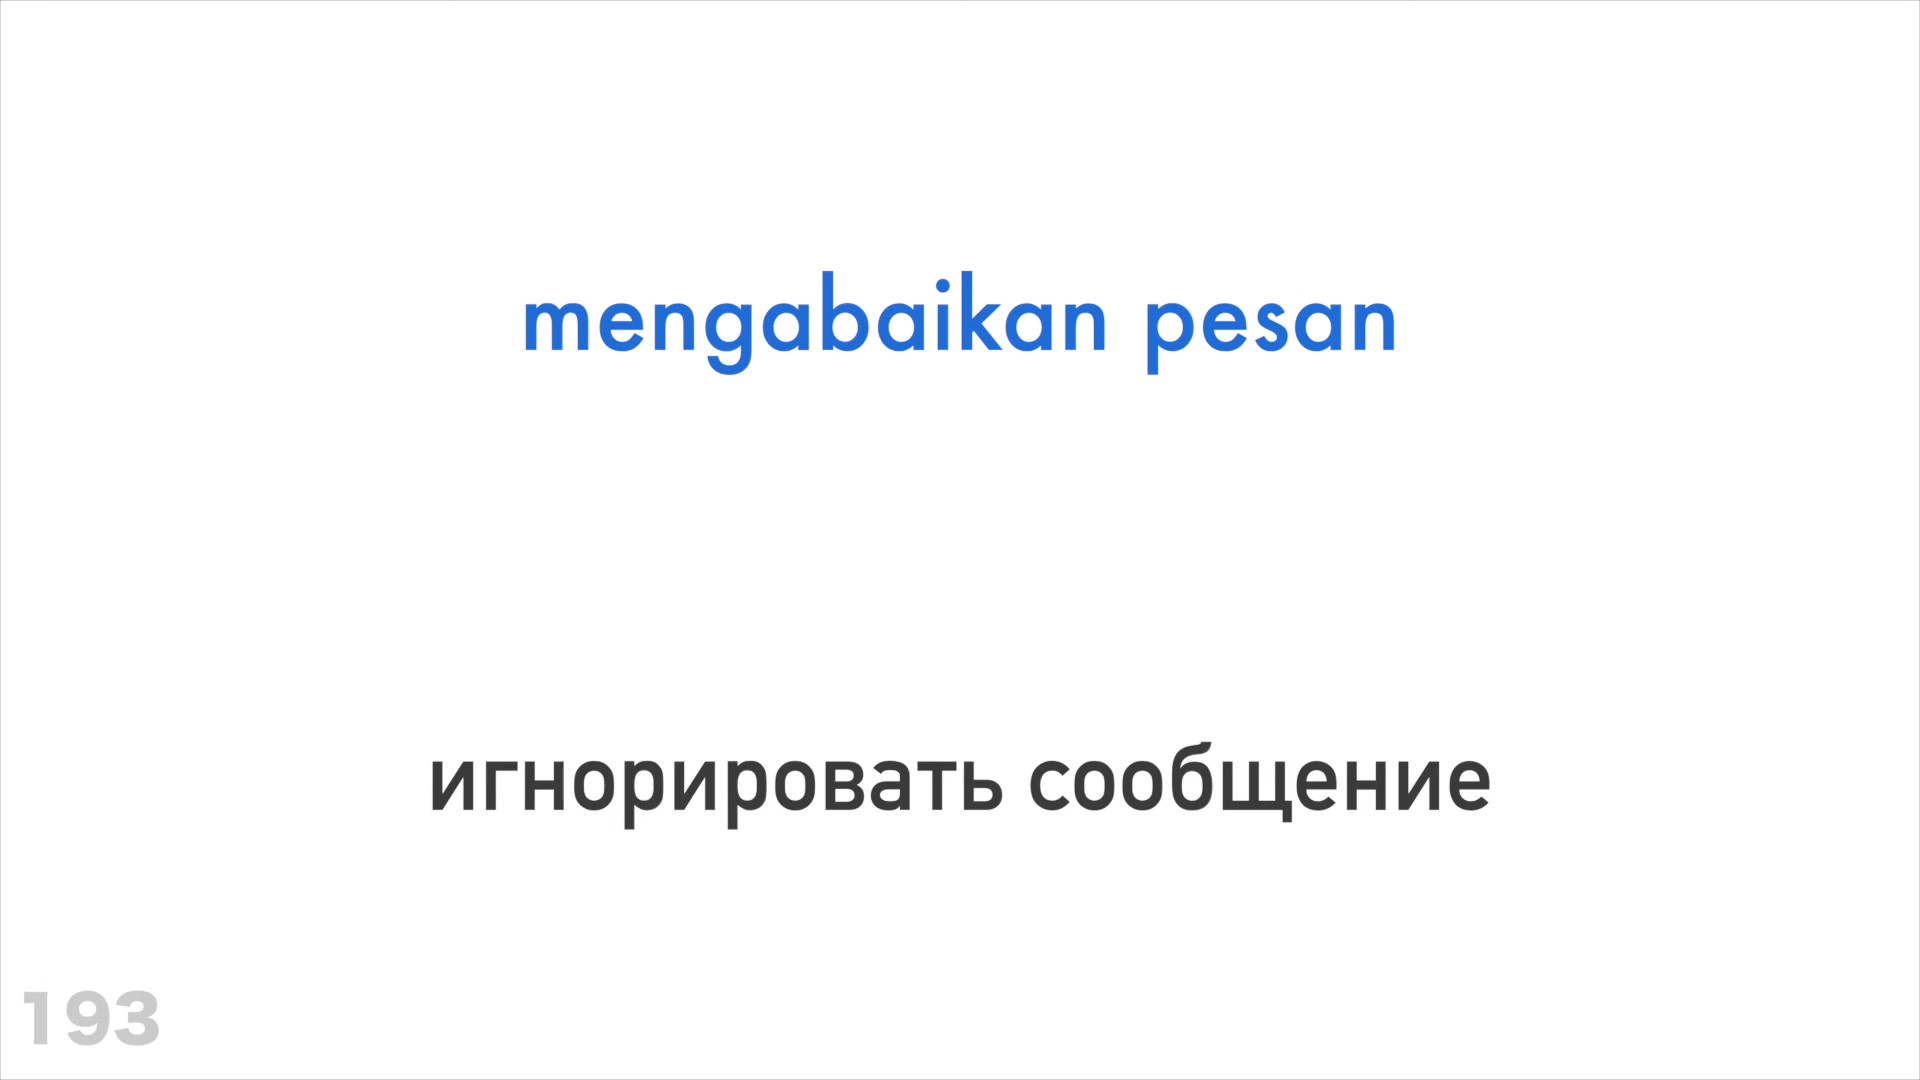 mengabaikan pesan
игнорировать сообщение
193